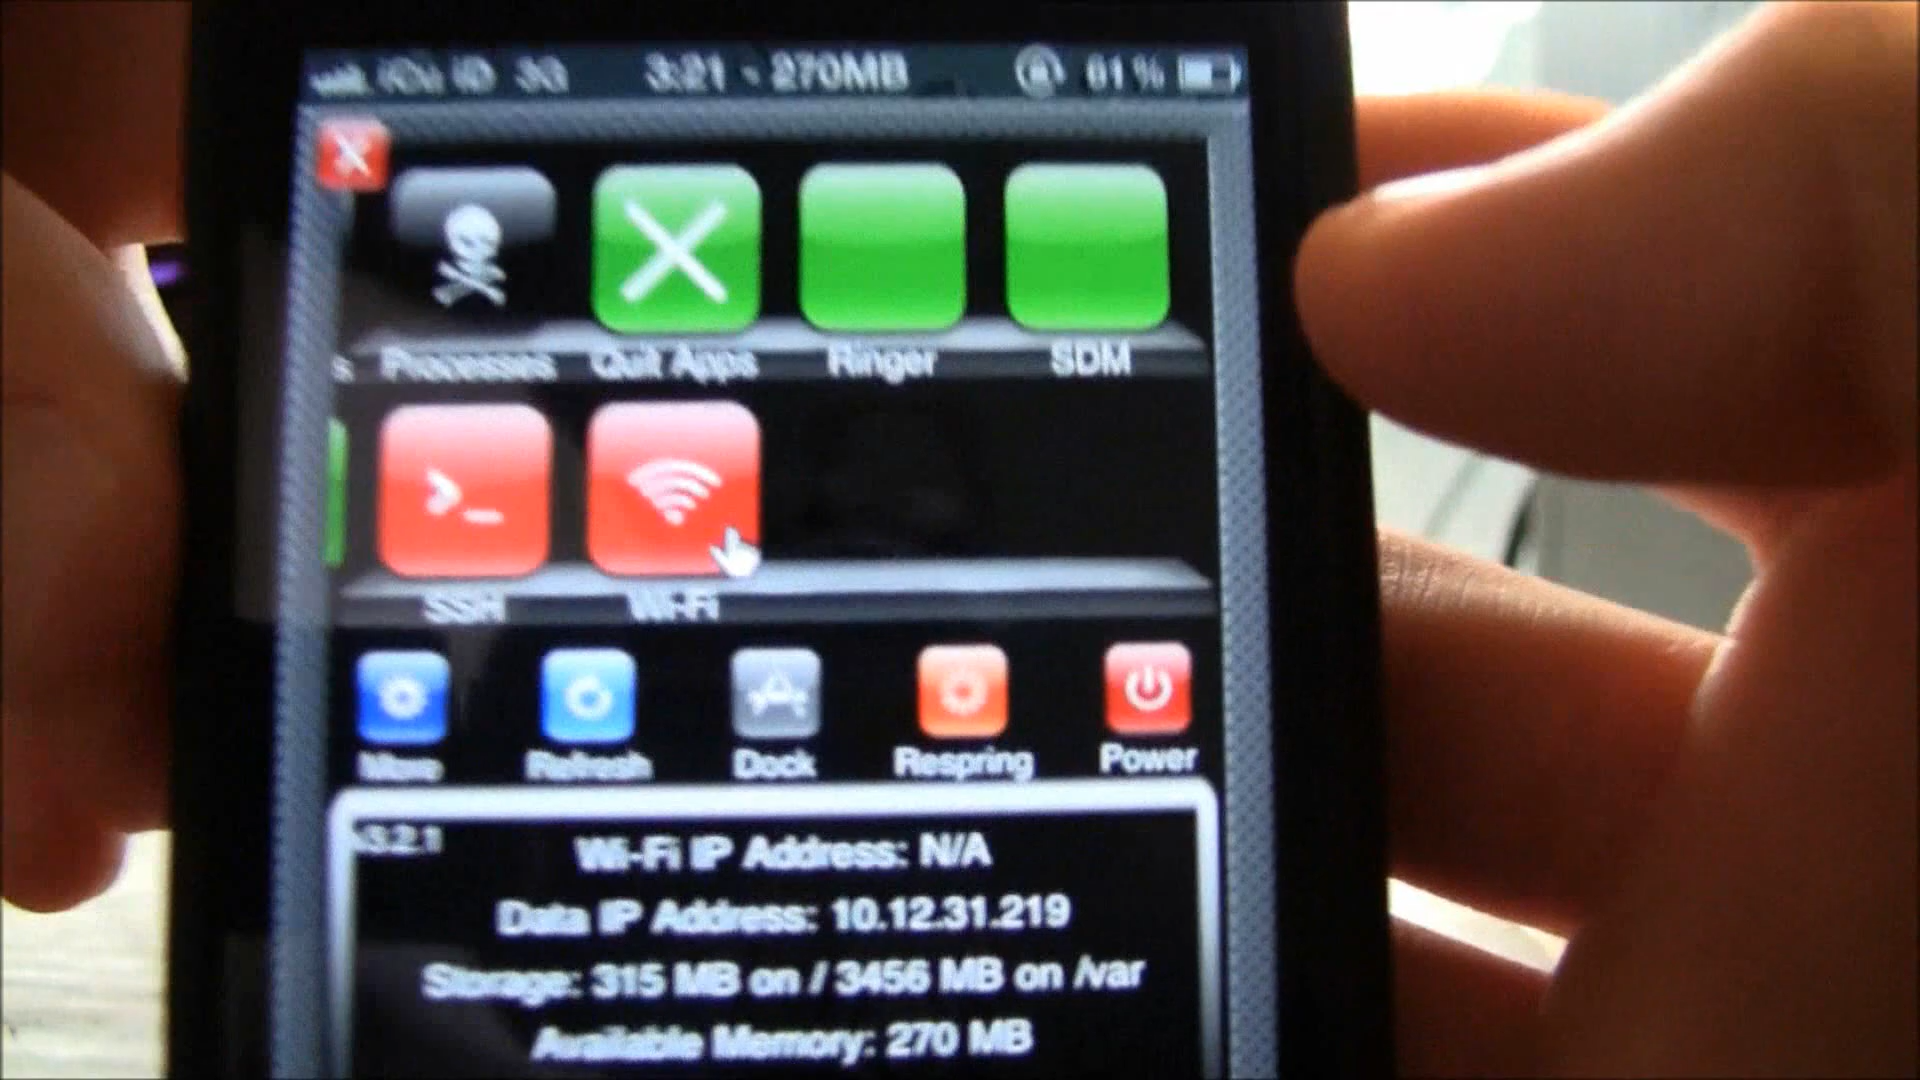 3G 3:21 - 270MB 61%
Processes Quit Apps Ringer SDM
>_
SSH Wi-Fi
More Refresh Dock Respring Power
v3.2.1
Wi-Fi IP Address: N/A
Data IP Address: 10.12.31.219
Storage: 315 MB on / 3456 MB on /var
Available Memory: 270 MB